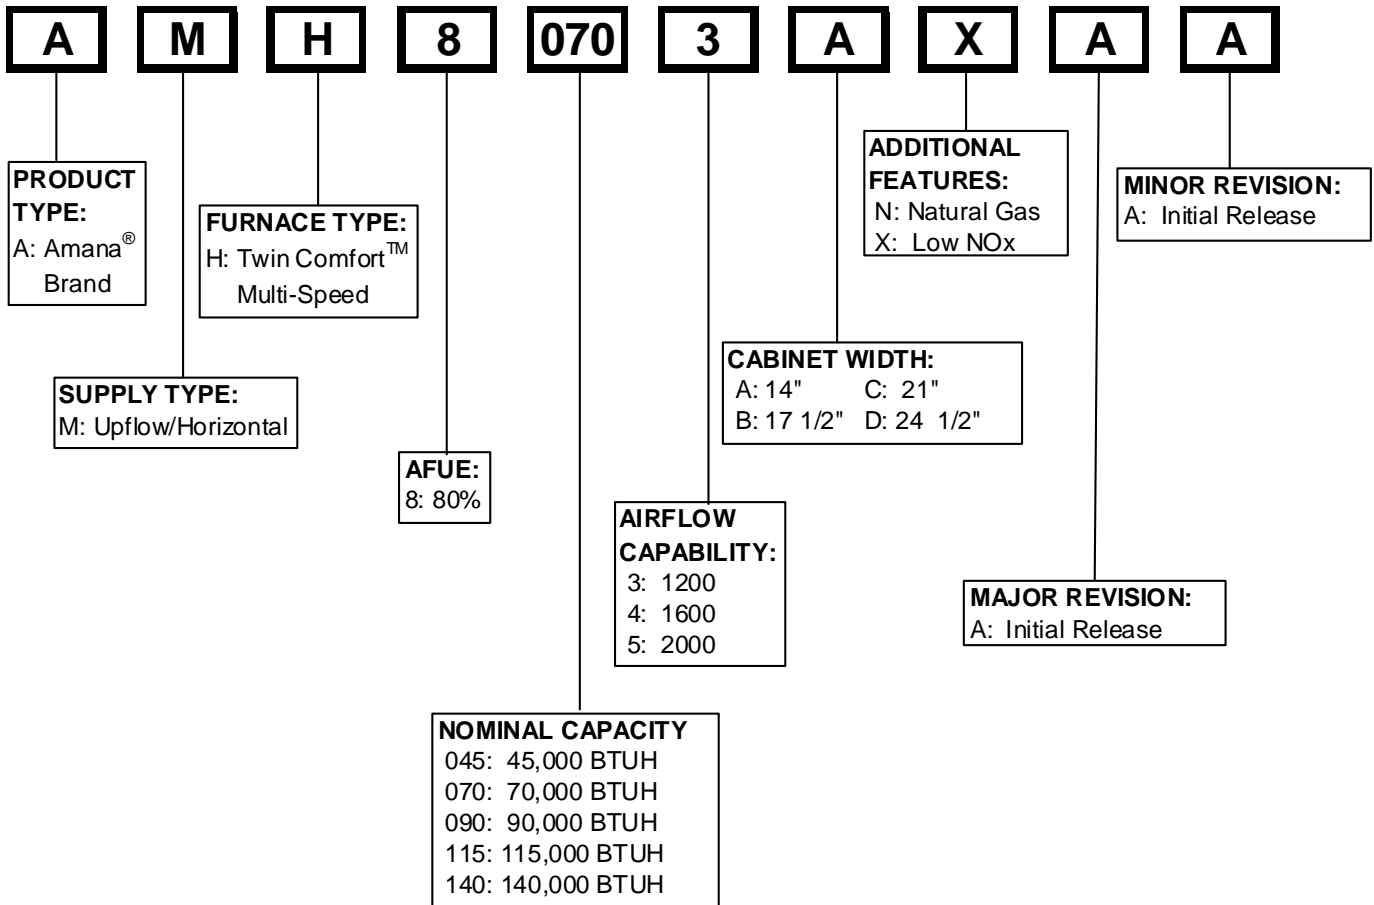 A M H 8 070 3 A X A A
PRODUCT
TYPE:
A: Amana®
Brand
SUPPLY TYPE:
M: Upflow/Horizontal
FURNACE TYPE:
H: Twin Comfort™
Multi-Speed
AFUE:
8: 80%
NOMINAL CAPACITY
045: 45,000 BTUH
070: 70,000 BTUH
090: 90,000 BTUH
115: 115,000 BTUH
140: 140,000 BTUH
AIRFLOW
CAPABILITY:
3: 1200
4: 1600
5: 2000
CABINET WIDTH:
A: 14" C: 21"
B: 17 1/2" D: 24 1/2"
ADDITIONAL
FEATURES:
N: Natural Gas
X: Low NOx
MAJOR REVISION:
A: Initial Release
MINOR REVISION:
A: Initial Release